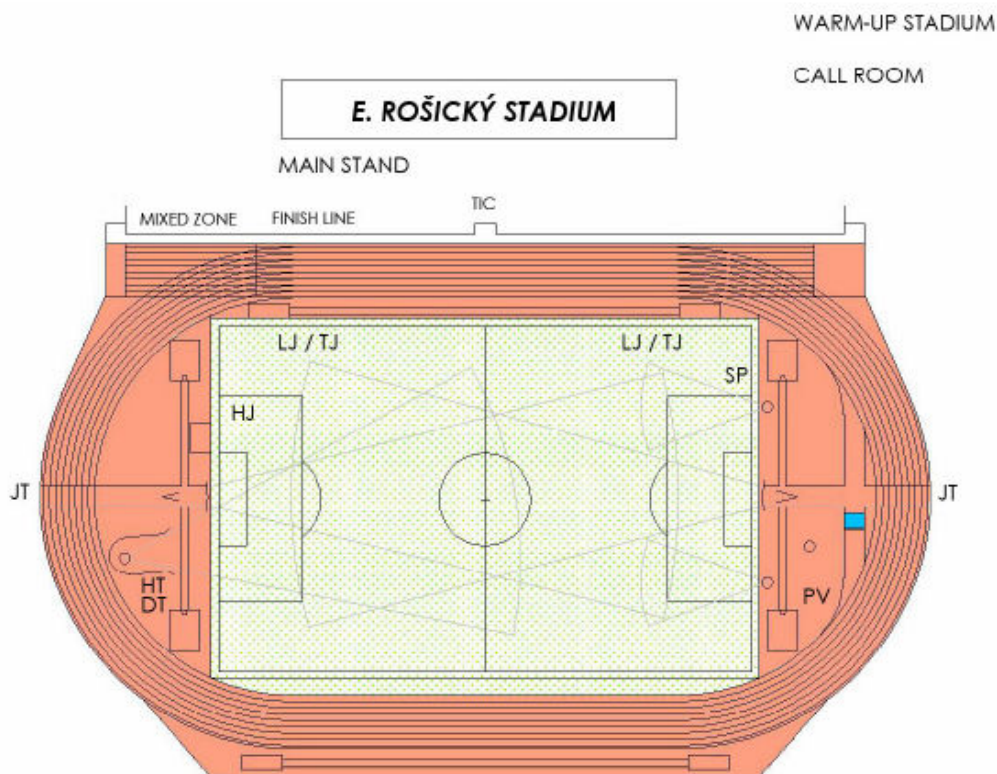 WARM-UP STADIUM
CALL ROOM
E. ROŠICKÝ STADIUM
MAIN STAND
MIXED ZONE FINISH LINE TIC
LJ / TJ LJ / TJ
SP
HJ
JT JT
HT
DT
PV